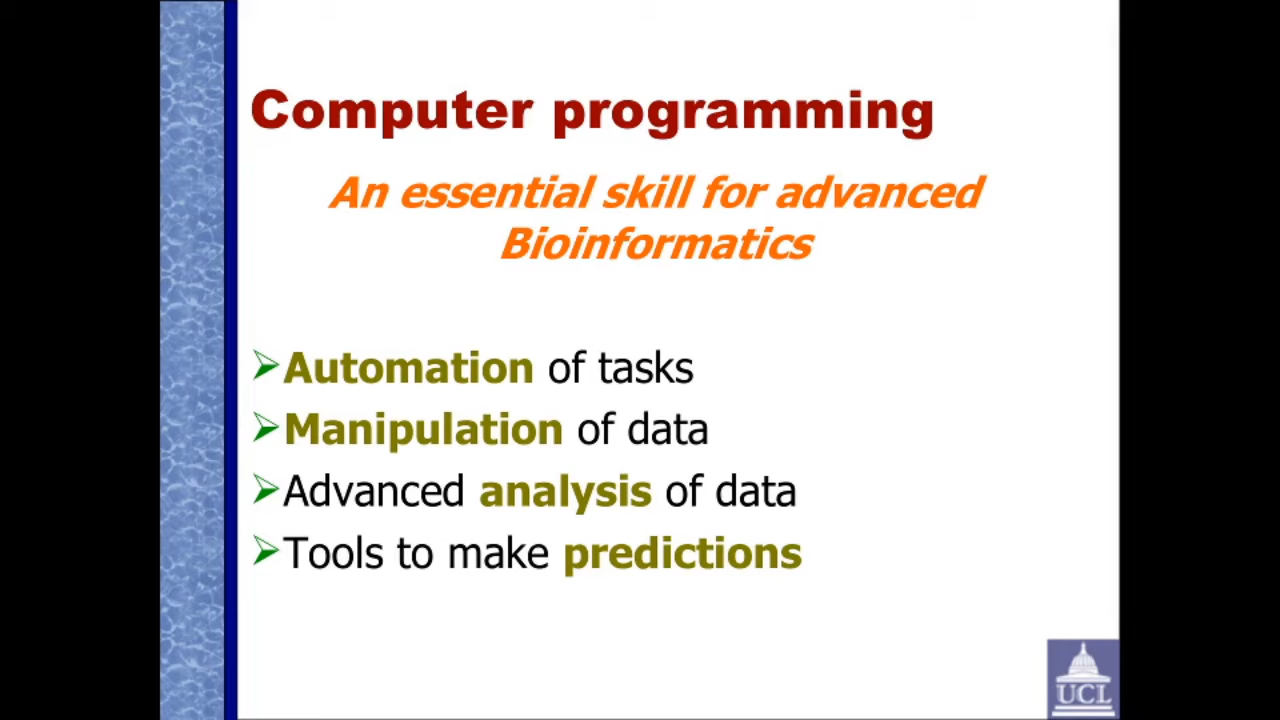 Computer programming
An essential skill for advanced
Bioinformatics
Automation of tasks
Manipulation of data
Advanced analysis of data
Tools to make predictions
UCL